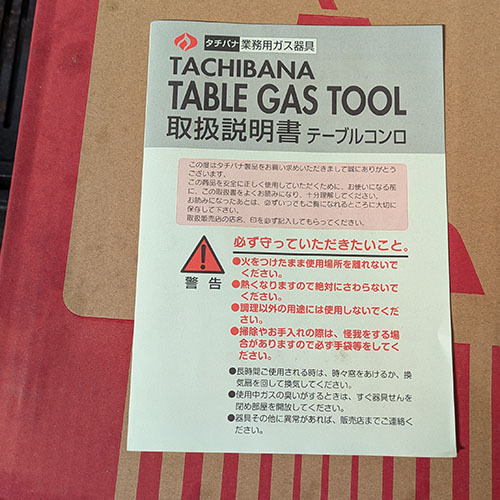 タチバナ 業務用ガス器具
TACHIBANA
TABLE GAS TOOL
取扱説明書 テーブルコンロ
この度はタチバナ製品をお買い求めいただきまして誠にありがとう
ございます。
この商品を安全に正しく使用していただくために、お使いになる前
に、この取扱書をよくお読みになり、十分理解してください。
お読みになったあとは、必ずいつでもご覧になれるところに大切に
保存して下さい。
取扱販売店の店名、印を必ず記入してもらってください。
必ず守っていただきたいこと。
警告
●火をつけたまま使用場所を離れないで
ください。
●熱くなりますので絶対にさわらないで
ください。
●調理以外の用途には使用しないでくだ
さい。
●掃除やお手入れの際は、怪我をする場
合がありますので必ず手袋等をしてく
ださい。
●長時間ご使用される時は、時々窓をあけるか、換
気扇を回して換気してください。
●使用中ガスの臭いがするときは、すぐ器具せんを
閉め部屋を開放してください。
●器具その他に異常があれば、販売店までご連絡く
ださい。